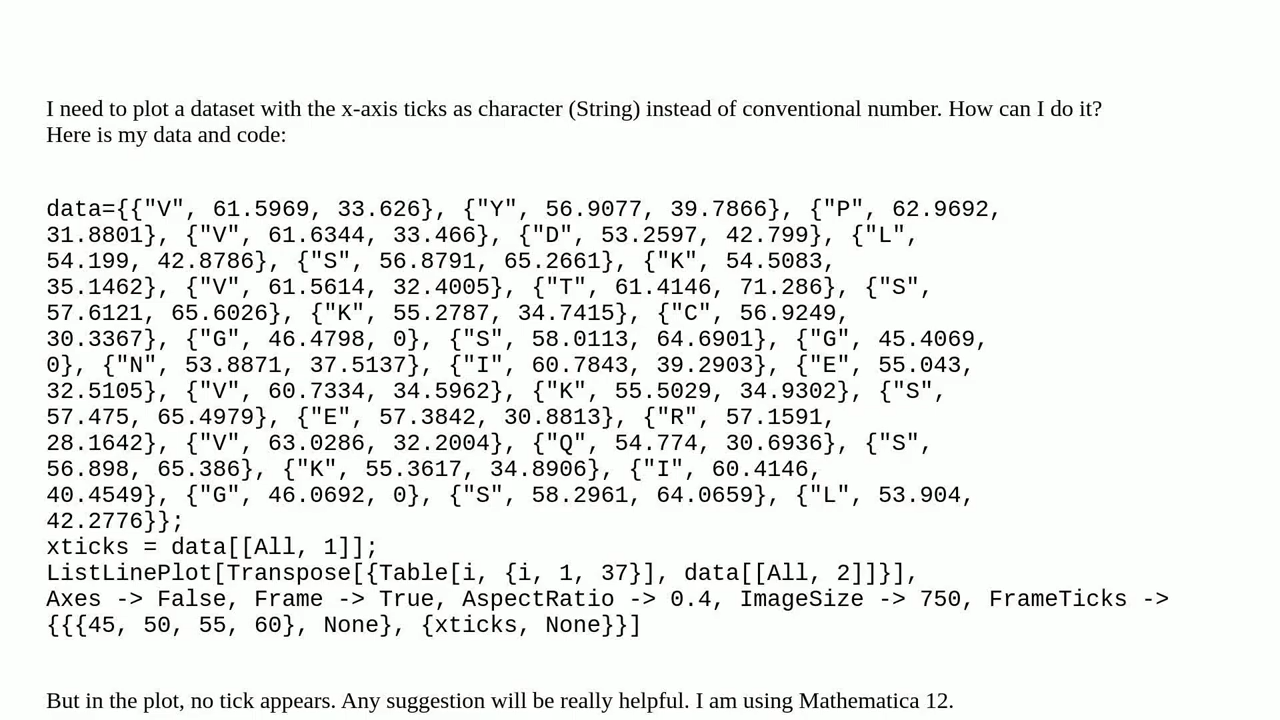 I need to plot a dataset with the x-axis ticks as character (String) instead of conventional number. How can I do it?
Here is my data and code:
data={{"V", 61.5969, 33.626}, {"Y", 56.9077, 39.7866}, {"P", 62.9692,
31.8801}, {"V", 61.6344, 33.466}, {"D", 53.2597, 42.799}, {"L",
54.199, 42.8786}, {"S", 56.8791, 65.2661}, {"K", 54.5083,
35.1462}, {"V", 61.5614, 32.4005}, {"T", 61.4146, 71.286}, {"S",
57.6121, 65.6026}, {"K", 55.2787, 34.7415}, {"C", 56.9249,
30.3367}, {"G", 46.4798, 0}, {"S", 58.0113, 64.6901}, {"G", 45.4069,
0}, {"N", 53.8871, 37.5137}, {"I", 60.7843, 39.2903}, {"E", 55.043,
32.5105}, {"V", 60.7334, 34.5962}, {"K", 55.5029, 34.9302}, {"S",
57.475, 65.4979}, {"E", 57.3842, 30.8813}, {"R", 57.1591,
28.1642}, {"V", 63.0286, 32.2004}, {"Q", 54.774, 30.6936}, {"S",
56.898, 65.386}, {"K", 55.3617, 34.8906}, {"I", 60.4146,
40.4549}, {"G", 46.0692, 0}, {"S", 58.2961, 64.0659}, {"L", 53.904,
42.2776}};
xticks = data[[All, 1]];
ListLinePlot[Transpose[{Table[i, {i, 1, 37}], data[[All, 2]]}],
Axes -> False, Frame -> True, AspectRatio -> 0.4, ImageSize -> 750, FrameTicks ->
{{{45, 50, 55, 60}, None}, {xticks, None}}]
But in the plot, no tick appears. Any suggestion will be really helpful. I am using Mathematica 12.